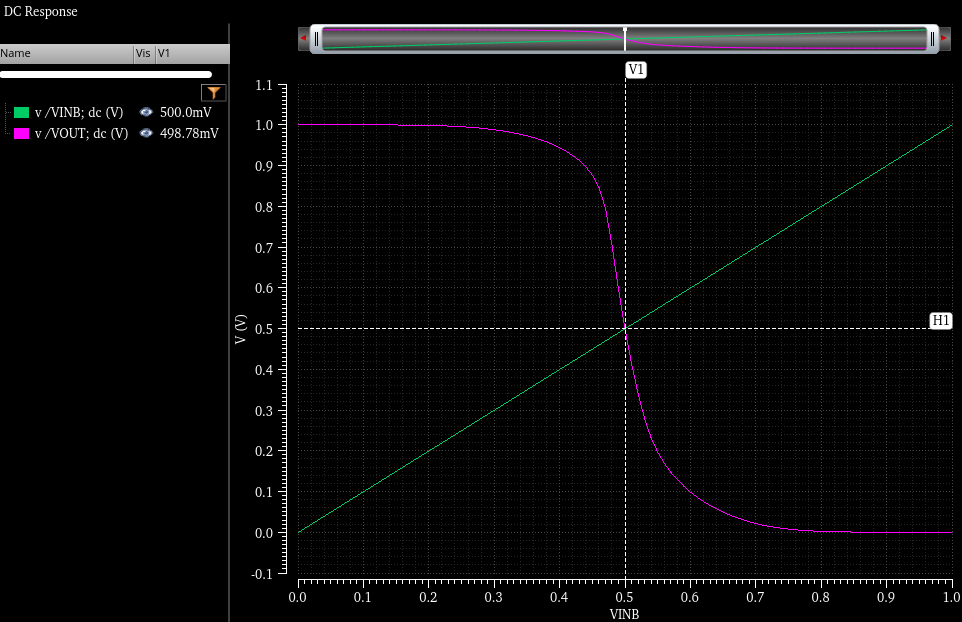 DC Response
Name Vis V1
v /VINB; dc (V) 500.0mV
v /VOUT; dc (V) 498.78mV
V1
1.1
1.0
0.9
0.8
0.7
0.6
0.5
0.4
0.3
0.2
0.1
0.0
-0.1
V (V)
H1
0.0 0.1 0.2 0.3 0.4 0.5 0.6 0.7 0.8 0.9 1.0
VINB